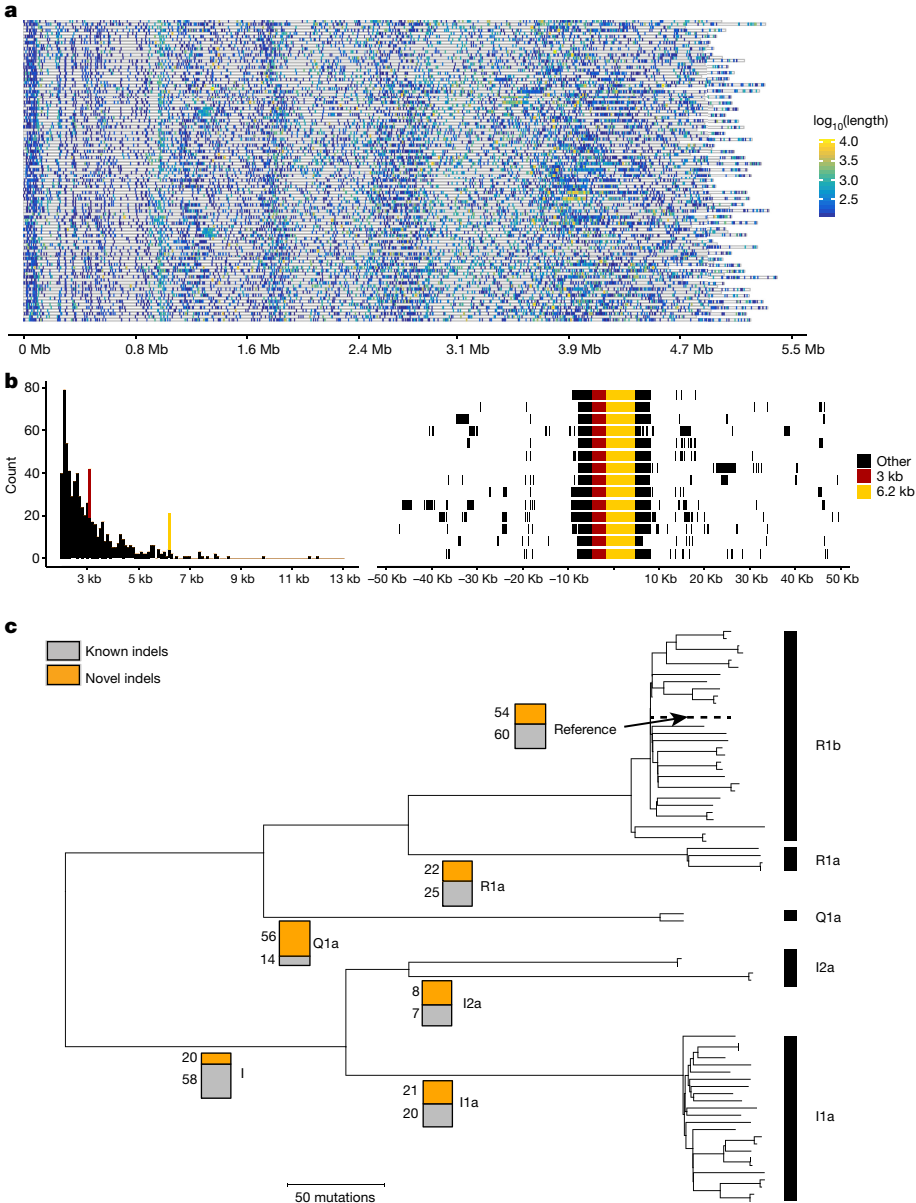 a
log10(length)
4.0
3.5
3.0
2.5
0 Mb 0.8 Mb 1.6 Mb 2.4 Mb 3.1 Mb 3.9 Mb 4.7 Mb 5.5 Mb
b
80
60
40
20
0
Count
3 kb 5 kb 7 kb 9 kb 11 kb 13 kb
−50 Kb −40 Kb −30 Kb −20 Kb −10 Kb 10 Kb 20 Kb 30 Kb 40 Kb 50 Kb
Other
3 kb
6.2 kb
c
Known indels
Novel indels
54
60
Reference
R1b
22
25
R1a
R1a
56
14
Q1a
Q1a
8
7
I2a
I2a
20
58
I
21
20
I1a
I1a
50 mutations